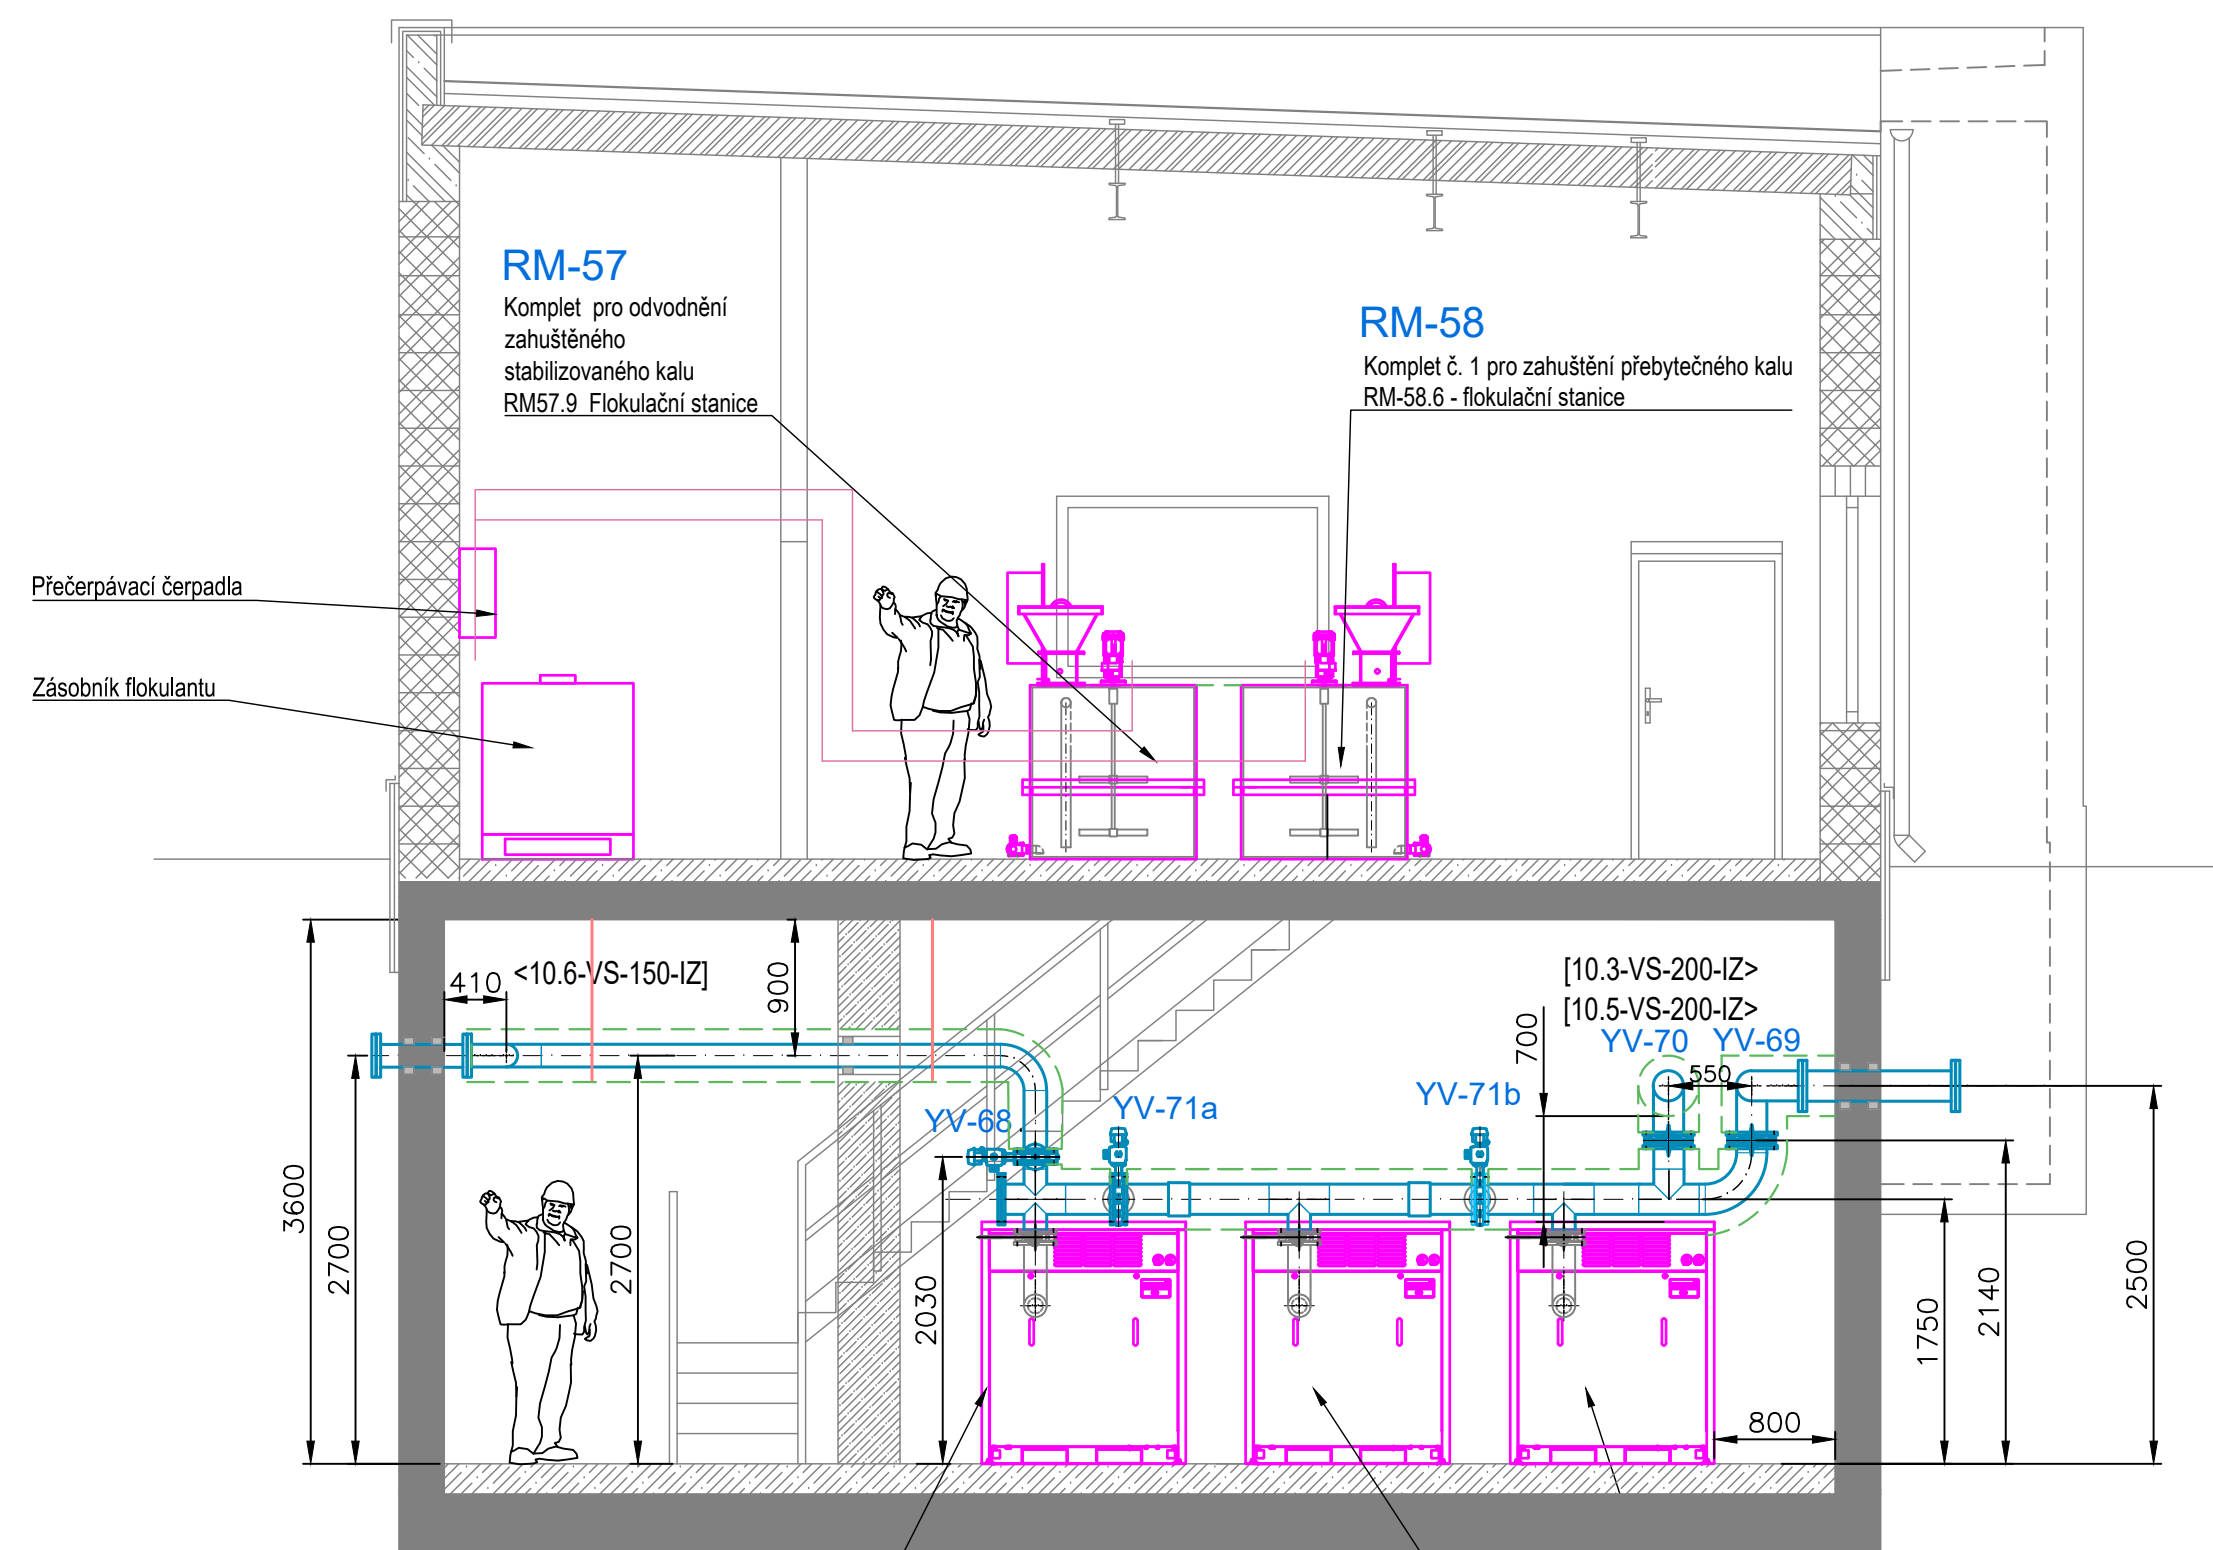 RM-57
Komplet pro odvodnění
zahuštěného
stabilizovaného kalu
RM57.9 Flokulační stanice
RM-58
Komplet č. 1 pro zahuštění přebytečného kalu
RM-58.6 - flokulační stanice
Přečerpávací čerpadla
Zásobník flokulantu
410
<10.6-VS-150-IZ]
900
[10.3-VS-200-IZ>
[10.5-VS-200-IZ>
700
YV-70
YV-69
550
YV-71b
YV-71a
YV-68
3600
2700
2700
2030
1750
2140
2500
800